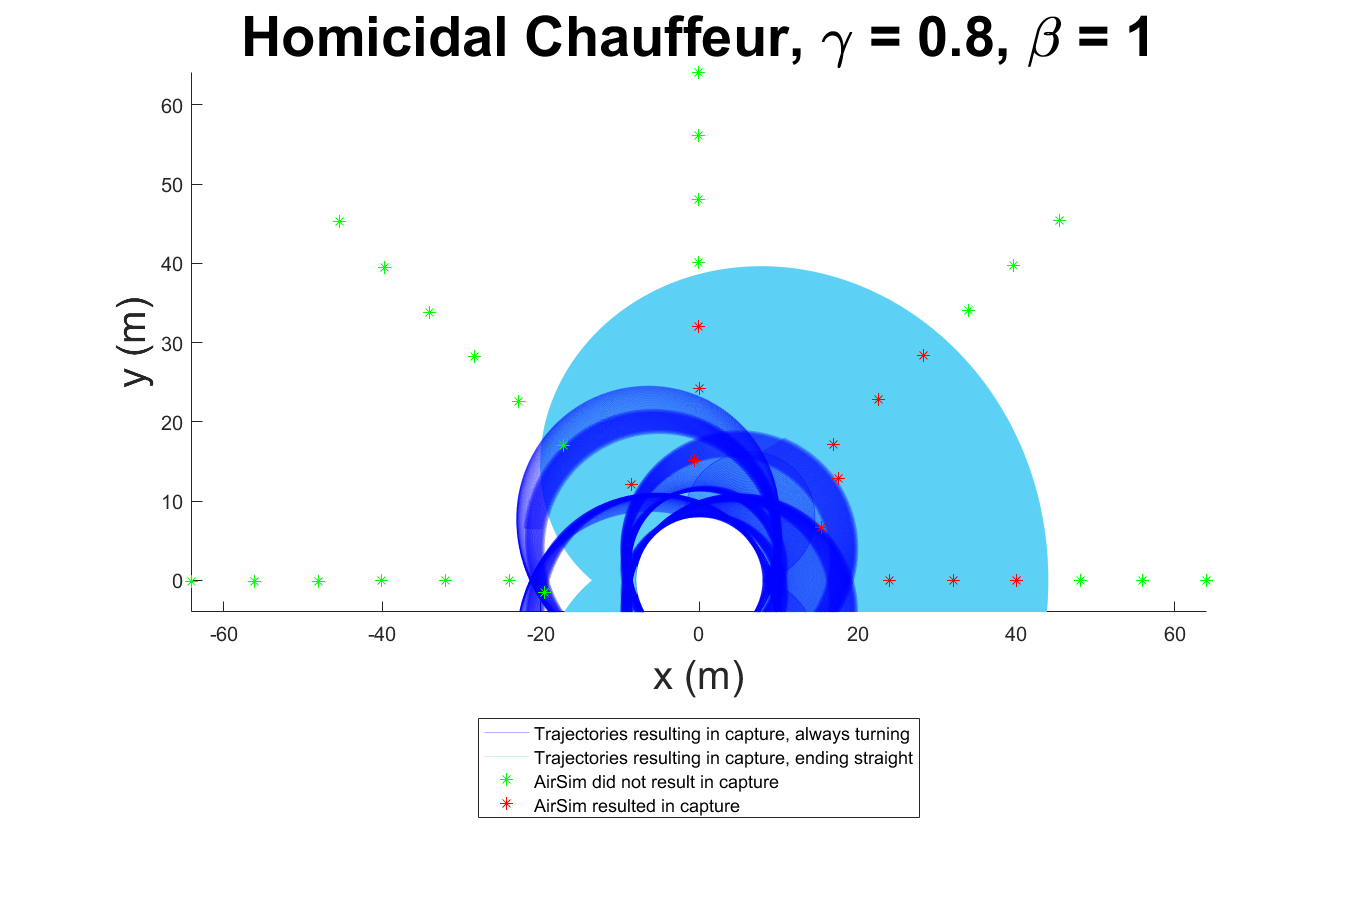 Homicidal Chauffeur, γ = 0.8, β = 1
60
50
40
30
20
10
0
y (m)
-60 -40 -20 0 20 40 60
x (m)
Trajectories resulting in capture, always turning
Trajectories resulting in capture, ending straight
AirSim did not result in capture
AirSim resulted in capture